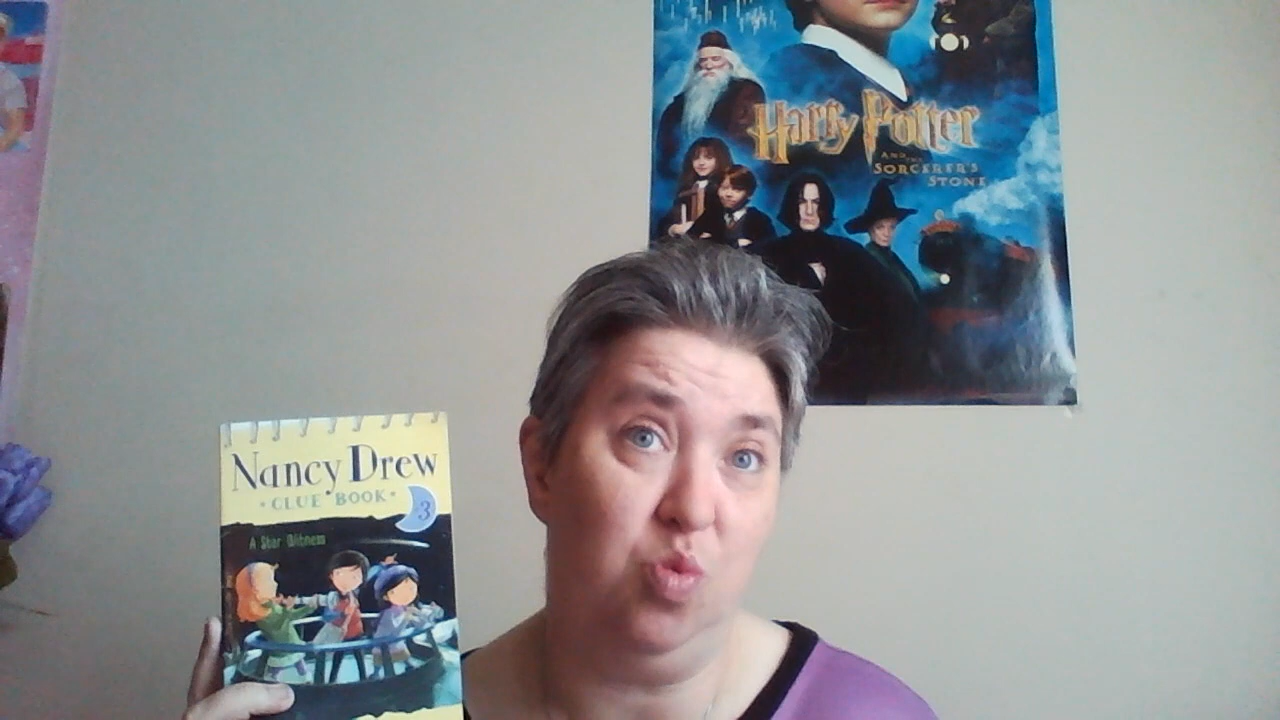 Harry Potter
AND THE
SORCERER'S
STONE
Nancy Drew
* CLUE BOOK *
3
A Star Witness